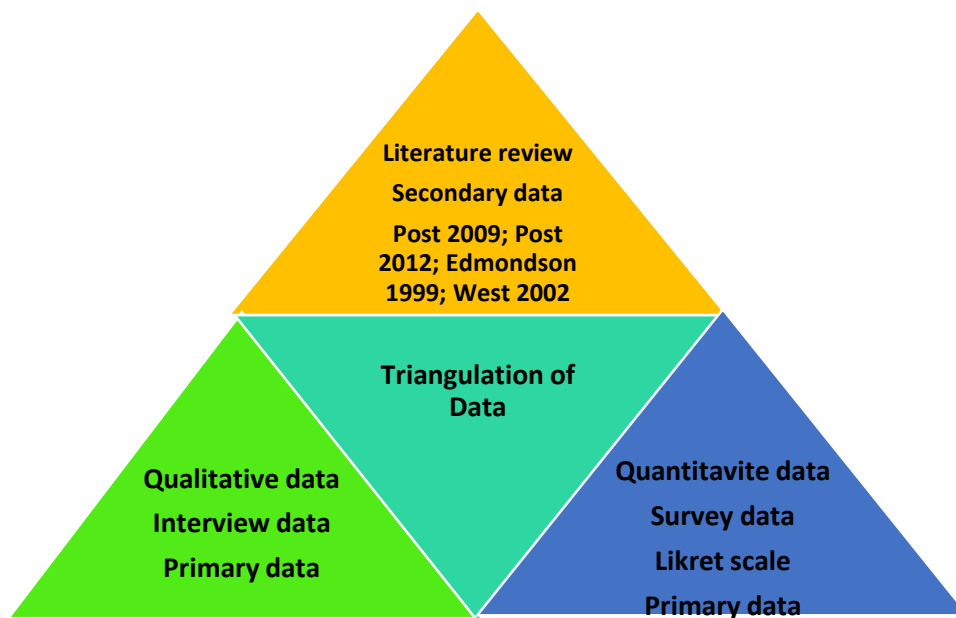 Literature review
Secondary data
Post 2009; Post
2012; Edmondson
1999; West 2002
Triangulation of
Data
Qualitative data
Interview data
Primary data
Quantitavite data
Survey data
Likret scale
Primary data